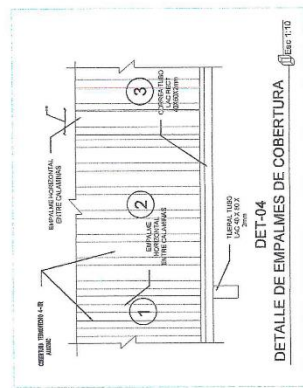 EMPALME HORIZONTAL
ENTRE CALAMINAS
1
2
3
EMPALME
HORIZONTAL
ENTRE CALAMINAS
CORREA TUBO
LAC RECT
TIJERAL TUBO
LAC 40 X 80 X
2mm
DET-04
DETALLE DE EMPALMES DE COBERTURA
Esc 1:10